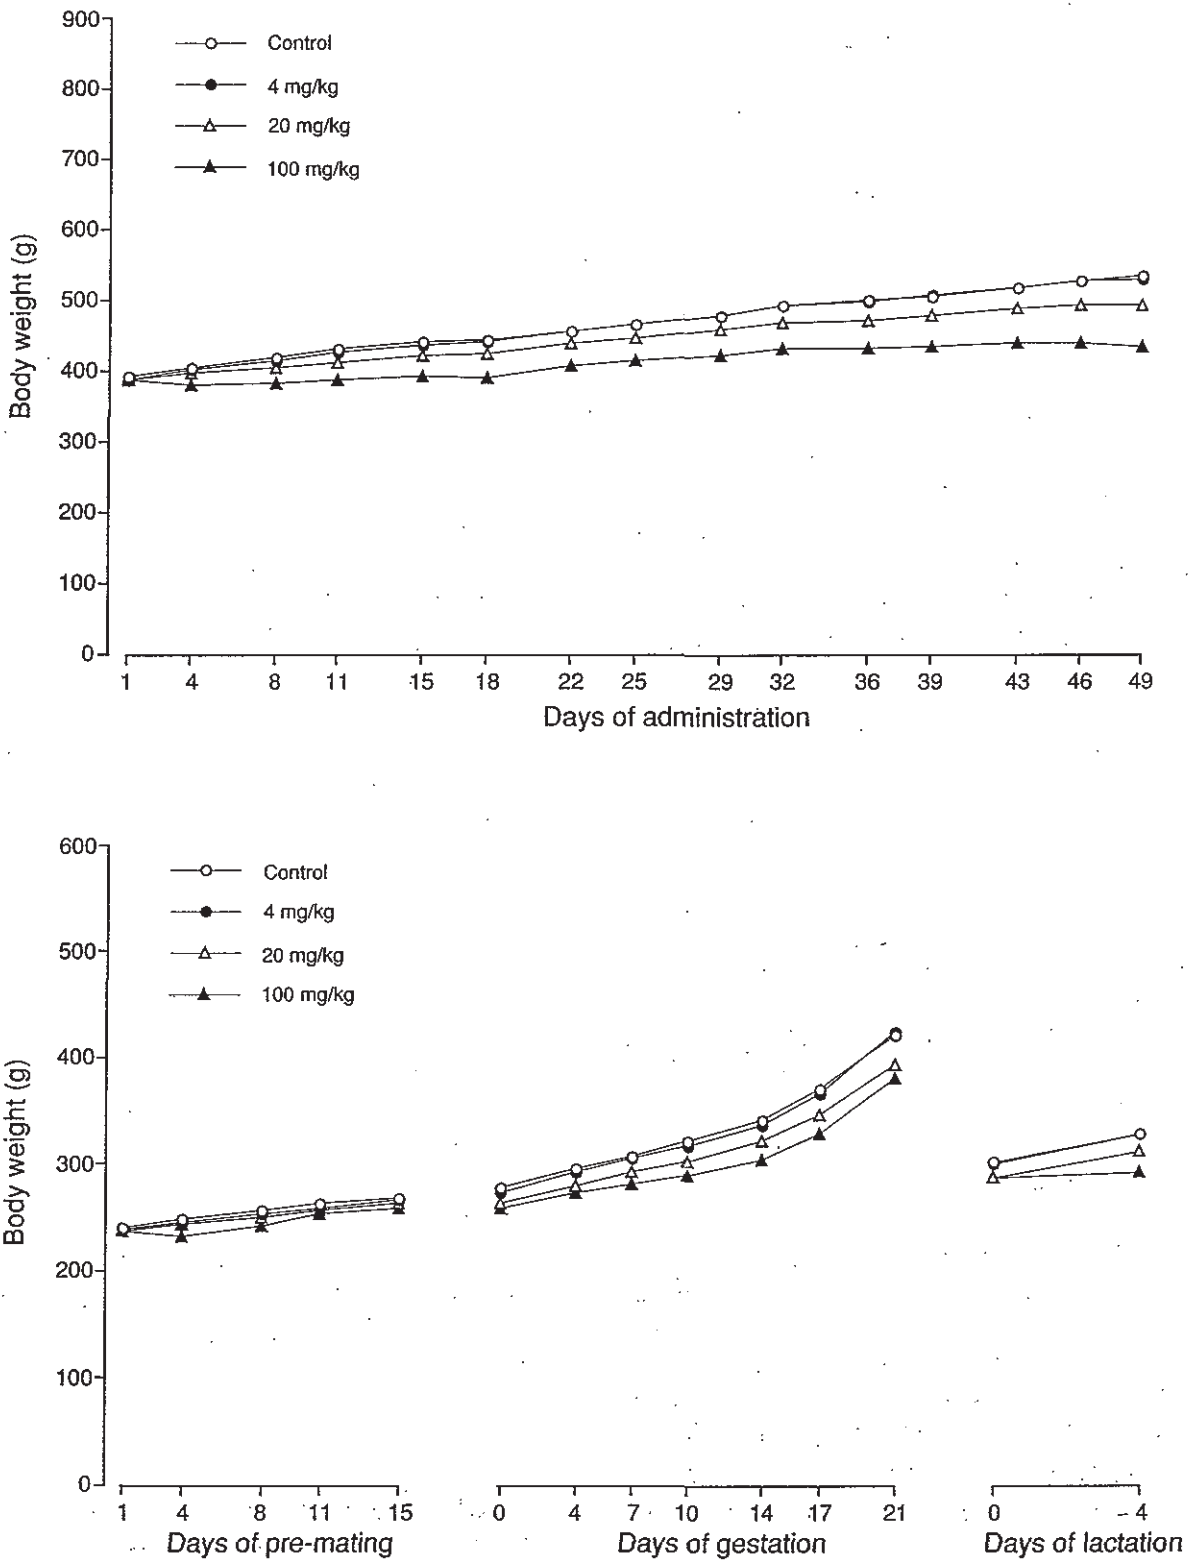 900
Control
800
4 mg/kg
20 mg/kg
700
100 mg/kg
600
500
400
300
200
100
0
Body weight (g)
1 4 8 11 15 18 22 25 29 32 36 39 43 46 49
Days of administration
600
Control
4 mg/kg
500
20 mg/kg
100 mg/kg
400
300
200
100
0
Body weight (g)
1 4 8 11 15 0 4 7 10 14 17 21 0 4
Days of pre-mating Days of gestation Days of lactation